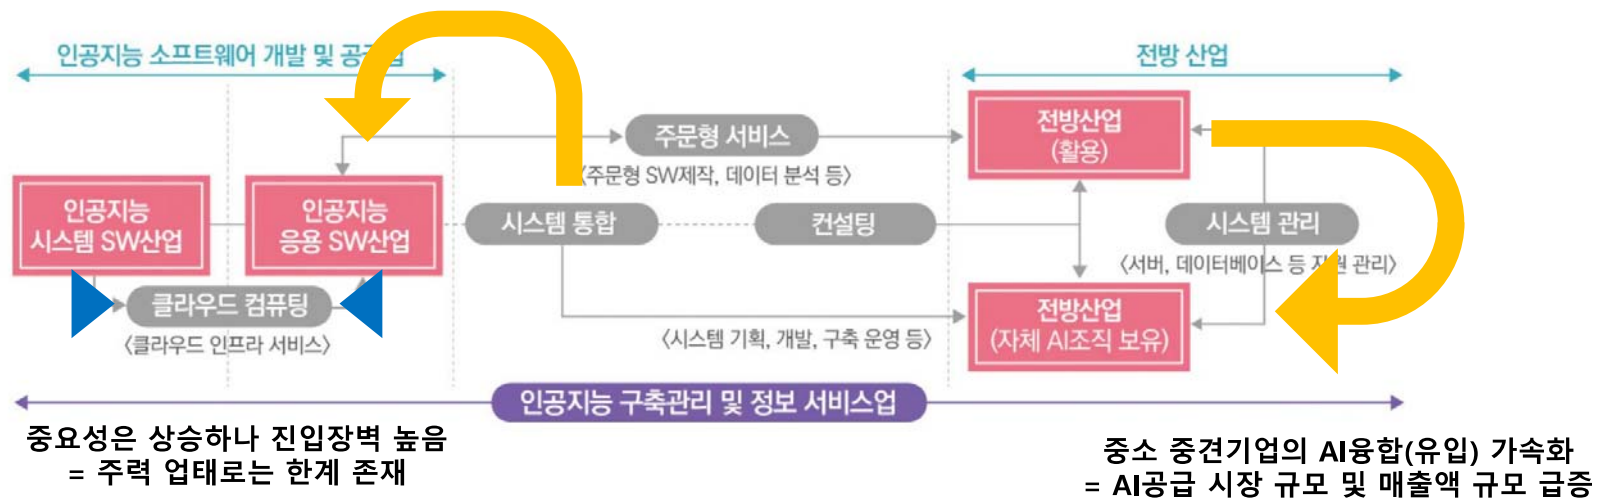 인공지능 소프트웨어 개발 및
전방 산업
주문형 서비스
〈주문형 SW제작, 데이터 분석 등〉
전방산업
(활용)
인공지능
시스템 SW산업
인공지능
응용 SW산업
시스템 통합
컨설팅
시스템 관리
〈서버, 데이터베이스 등 자원 관리〉
클라우드 컴퓨팅
〈클라우드 인프라 서비스〉
전방산업
(자체 AI조직 보유)
〈시스템 기획, 개발, 구축 운영 등〉
인공지능 구축관리 및 정보 서비스업
중요성은 상승하나 진입장벽 높음
= 주력 업태로는 한계 존재
중소 중견기업의 AI융합(유입) 가속화
= AI공급 시장 규모 및 매출액 규모 급증